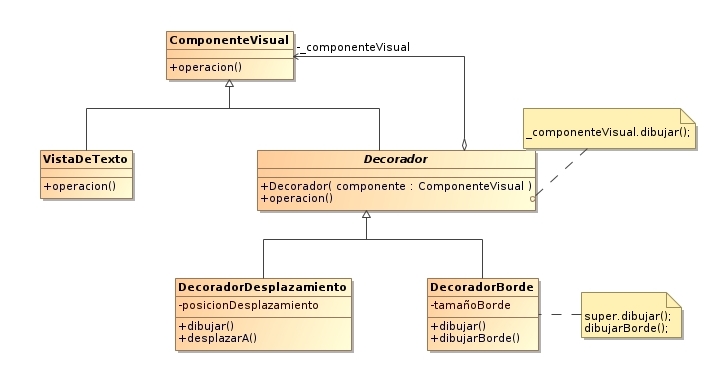 ComponenteVisual
+operacion()
-_componenteVisual
_componenteVisual.dibujar();
VistaDeTexto
+operacion()
Decorador
+Decorador( componente : ComponenteVisual )
+operacion()
DecoradorDesplazamiento
-posicionDesplazamiento
+dibujar()
+desplazarA()
DecoradorBorde
-tamañoBorde
+dibujar()
+dibujarBorde()
super.dibujar();
dibujarBorde();